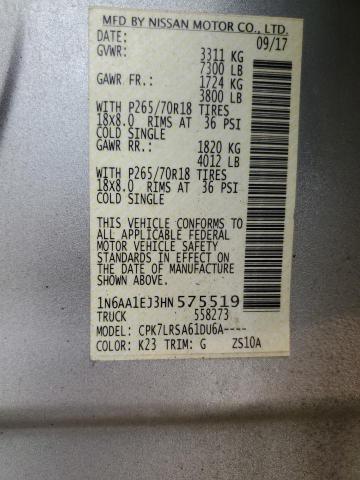 MFD BY NISSAN MOTOR CO., LTD.
DATE: 09/17
GVWR: 3311 KG
7300 LB
GAWR FR.: 1724 KG
3800 LB
WITH P265/70R18 TIRES
18X8.0 RIMS AT 36 PSI
COLD SINGLE
GAWR RR.: 1820 KG
4012 LB
WITH P265/70R18 TIRES
18X8.0 RIMS AT 36 PSI
COLD SINGLE
THIS VEHICLE CONFORMS TO
ALL APPLICABLE FEDERAL
MOTOR VEHICLE SAFETY
STANDARDS IN EFFECT ON
THE DATE OF MANUFACTURE
SHOWN ABOVE.
1N6AA1EJ3HN575519
TRUCK 558273
MODEL: CPK7LRSA61DU6A----
COLOR: K23 TRIM: G ZS10A